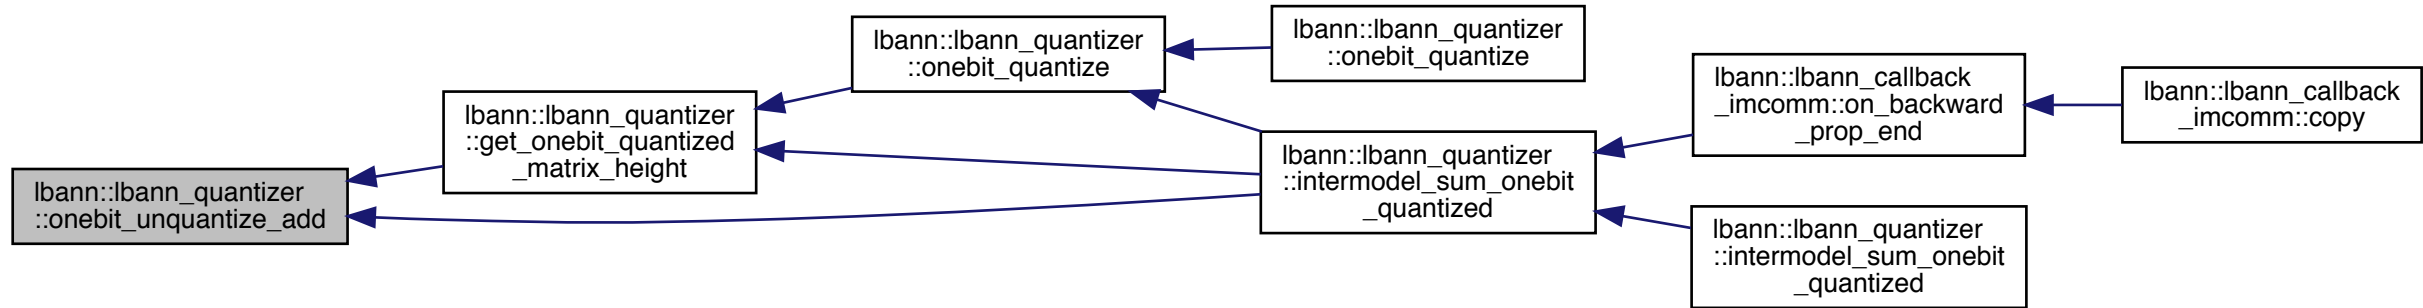 lbann::lbann_quantizer
::onebit_unquantize_add
lbann::lbann_quantizer
::get_onebit_quantized
_matrix_height
lbann::lbann_quantizer
::onebit_quantize
lbann::lbann_quantizer
::onebit_quantize
lbann::lbann_quantizer
::intermodel_sum_onebit
_quantized
lbann::lbann_callback
_imcomm::on_backward
_prop_end
lbann::lbann_callback
_imcomm::copy
lbann::lbann_quantizer
::intermodel_sum_onebit
_quantized